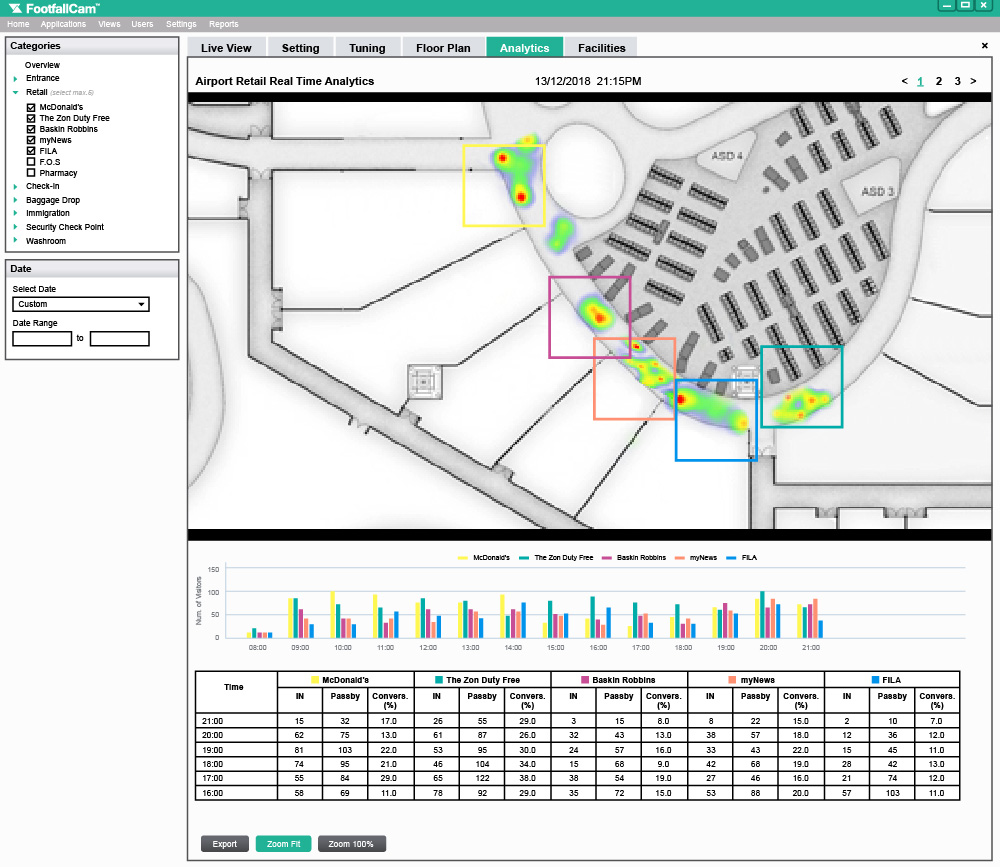 FootfallCam™
Home Applications Views Users Settings Reports
Categories
Overview
Entrance
Retail (select max.6)
McDonald's
The Zon Duty Free
Baskin Robbins
myNews
FILA
F.O.S
Pharmacy
Check-in
Baggage Drop
Immigration
Security Check Point
Washroom
Date
Select Date
Custom
Date Range
to
Live View Setting Tuning Floor Plan Analytics Facilities ×
Airport Retail Real Time Analytics 13/12/2018 21:15PM < 1 2 3 >
ASD 4
ASD 3
McDonald's The Zon Duty Free Baskin Robbins myNews FILA
Num. of Visitors
150
100
50
0
08:00 09:00 10:00 11:00 12:00 13:00 14:00 15:00 16:00 17:00 18:00 19:00 20:00 21:00
Time McDonald's The Zon Duty Free Baskin Robbins myNews FILA
IN Passby Convers. (%) IN Passby Convers. (%) IN Passby Convers. (%) IN Passby Convers. (%) IN Passby Convers. (%)
21:00 15 32 17.0 26 55 29.0 3 15 8.0 8 22 15.0 2 10 7.0
20:00 62 75 13.0 61 87 26.0 32 43 13.0 38 57 18.0 12 36 12.0
19:00 81 103 22.0 53 95 30.0 24 57 16.0 33 43 22.0 15 45 11.0
18:00 74 95 21.0 46 104 34.0 15 68 9.0 42 68 19.0 28 42 13.0
17:00 55 84 29.0 65 122 38.0 38 54 19.0 27 46 16.0 21 74 12.0
16:00 58 69 11.0 78 92 29.0 35 72 15.0 53 88 20.0 57 103 11.0
Export Zoom Fit Zoom 100%